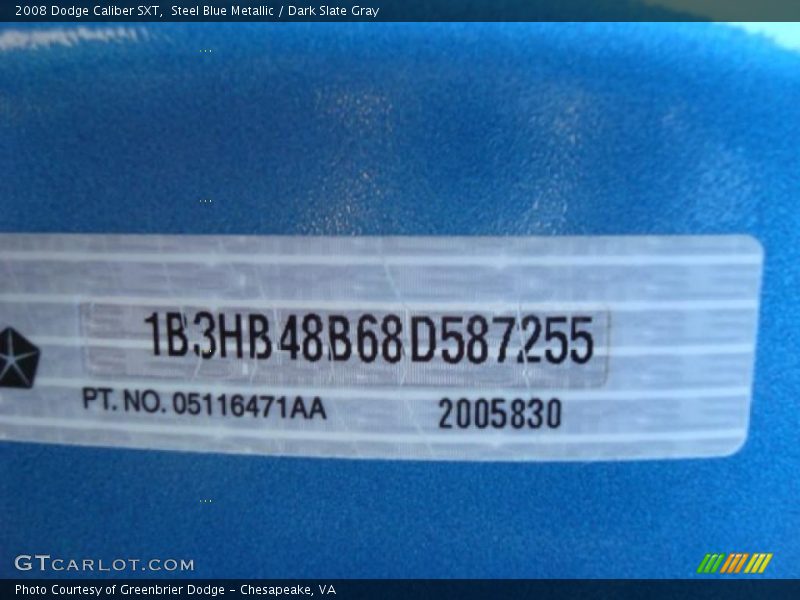 2008 Dodge Caliber SXT,  Steel Blue Metallic / Dark Slate Gray
1B3HB48B68D587255
PT. NO. 05116471AA 2005830
GTCARLOT.COM
Photo Courtesy of Greenbrier Dodge - Chesapeake, VA